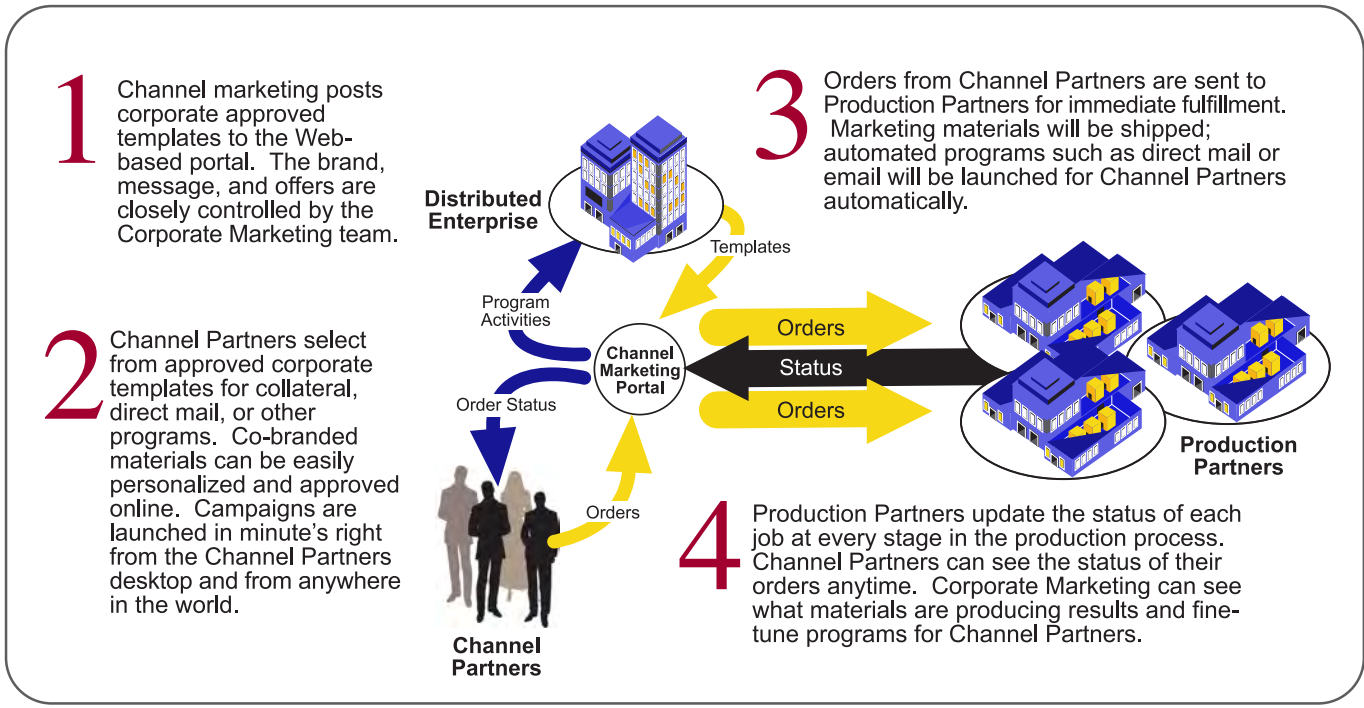 1
Channel marketing posts
corporate approved
templates to the Web-
based portal.  The brand,
message, and offers are
closely controlled by the
Corporate Marketing team.
2
Channel Partners select
from approved corporate
templates for collateral,
direct mail, or other
programs.  Co-branded
materials can be easily
personalized and approved
online.  Campaigns are
launched in minute's right
from the Channel Partners
desktop and from anywhere
in the world.
Distributed
Enterprise
Templates
Program
Activities
Channel
Marketing
Portal
Order Status
Orders
Channel
Partners
Orders
Status
Orders
Production
Partners
3
Orders from Channel Partners are sent to
Production Partners for immediate fulfillment.
Marketing materials will be shipped;
automated programs such as direct mail or
email will be launched for Channel Partners
automatically.
4
Production Partners update the status of each
job at every stage in the production process.
Channel Partners can see the status of their
orders anytime.  Corporate Marketing can see
what materials are producing results and fine-
tune programs for Channel Partners.